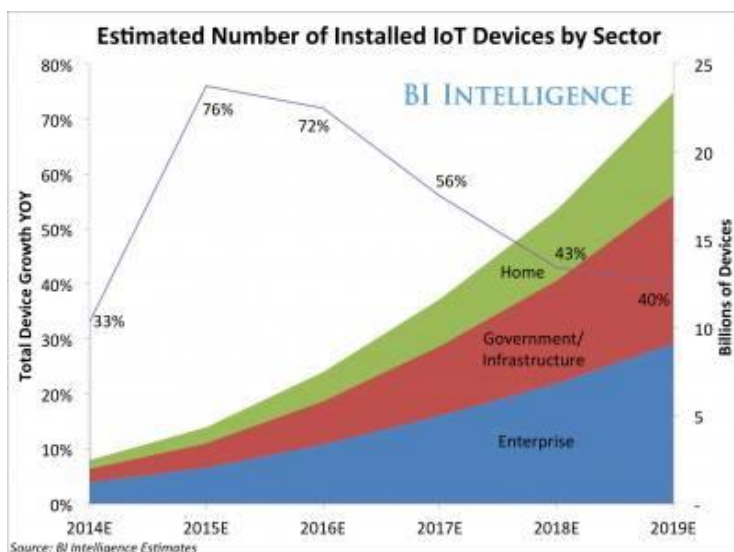 Estimated Number of Installed IoT Devices by Sector
BI INTELLIGENCE
Total Device Growth YOY
80%
70%
60%
50%
40%
30%
20%
10%
0%
33%
76%
72%
56%
43%
40%
Home
Government/
Infrastructure
Enterprise
25
20
15
10
5
-
Billions of Devices
2014E 2015E 2016E 2017E 2018E 2019E
Source: BI Intelligence Estimates